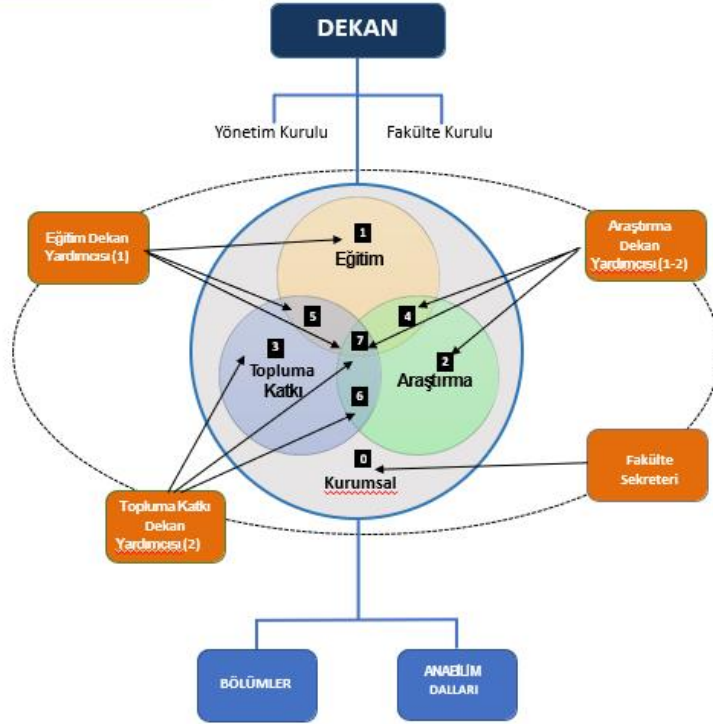 DEKAN
Yönetim Kurulu
Fakülte Kurulu
Eğitim Dekan
Yardımcısı (1)
Araştırma
Dekan
Yardımcısı (1-2)
1
Eğitim
5
4
7
3
Topluma
Katkı
2
Araştırma
6
0
Kurumsal
Fakülte
Sekreteri
Topluma Katkı
Dekan
Yardımcısı (2)
BÖLÜMLER
ANABİLİM
DALLARI